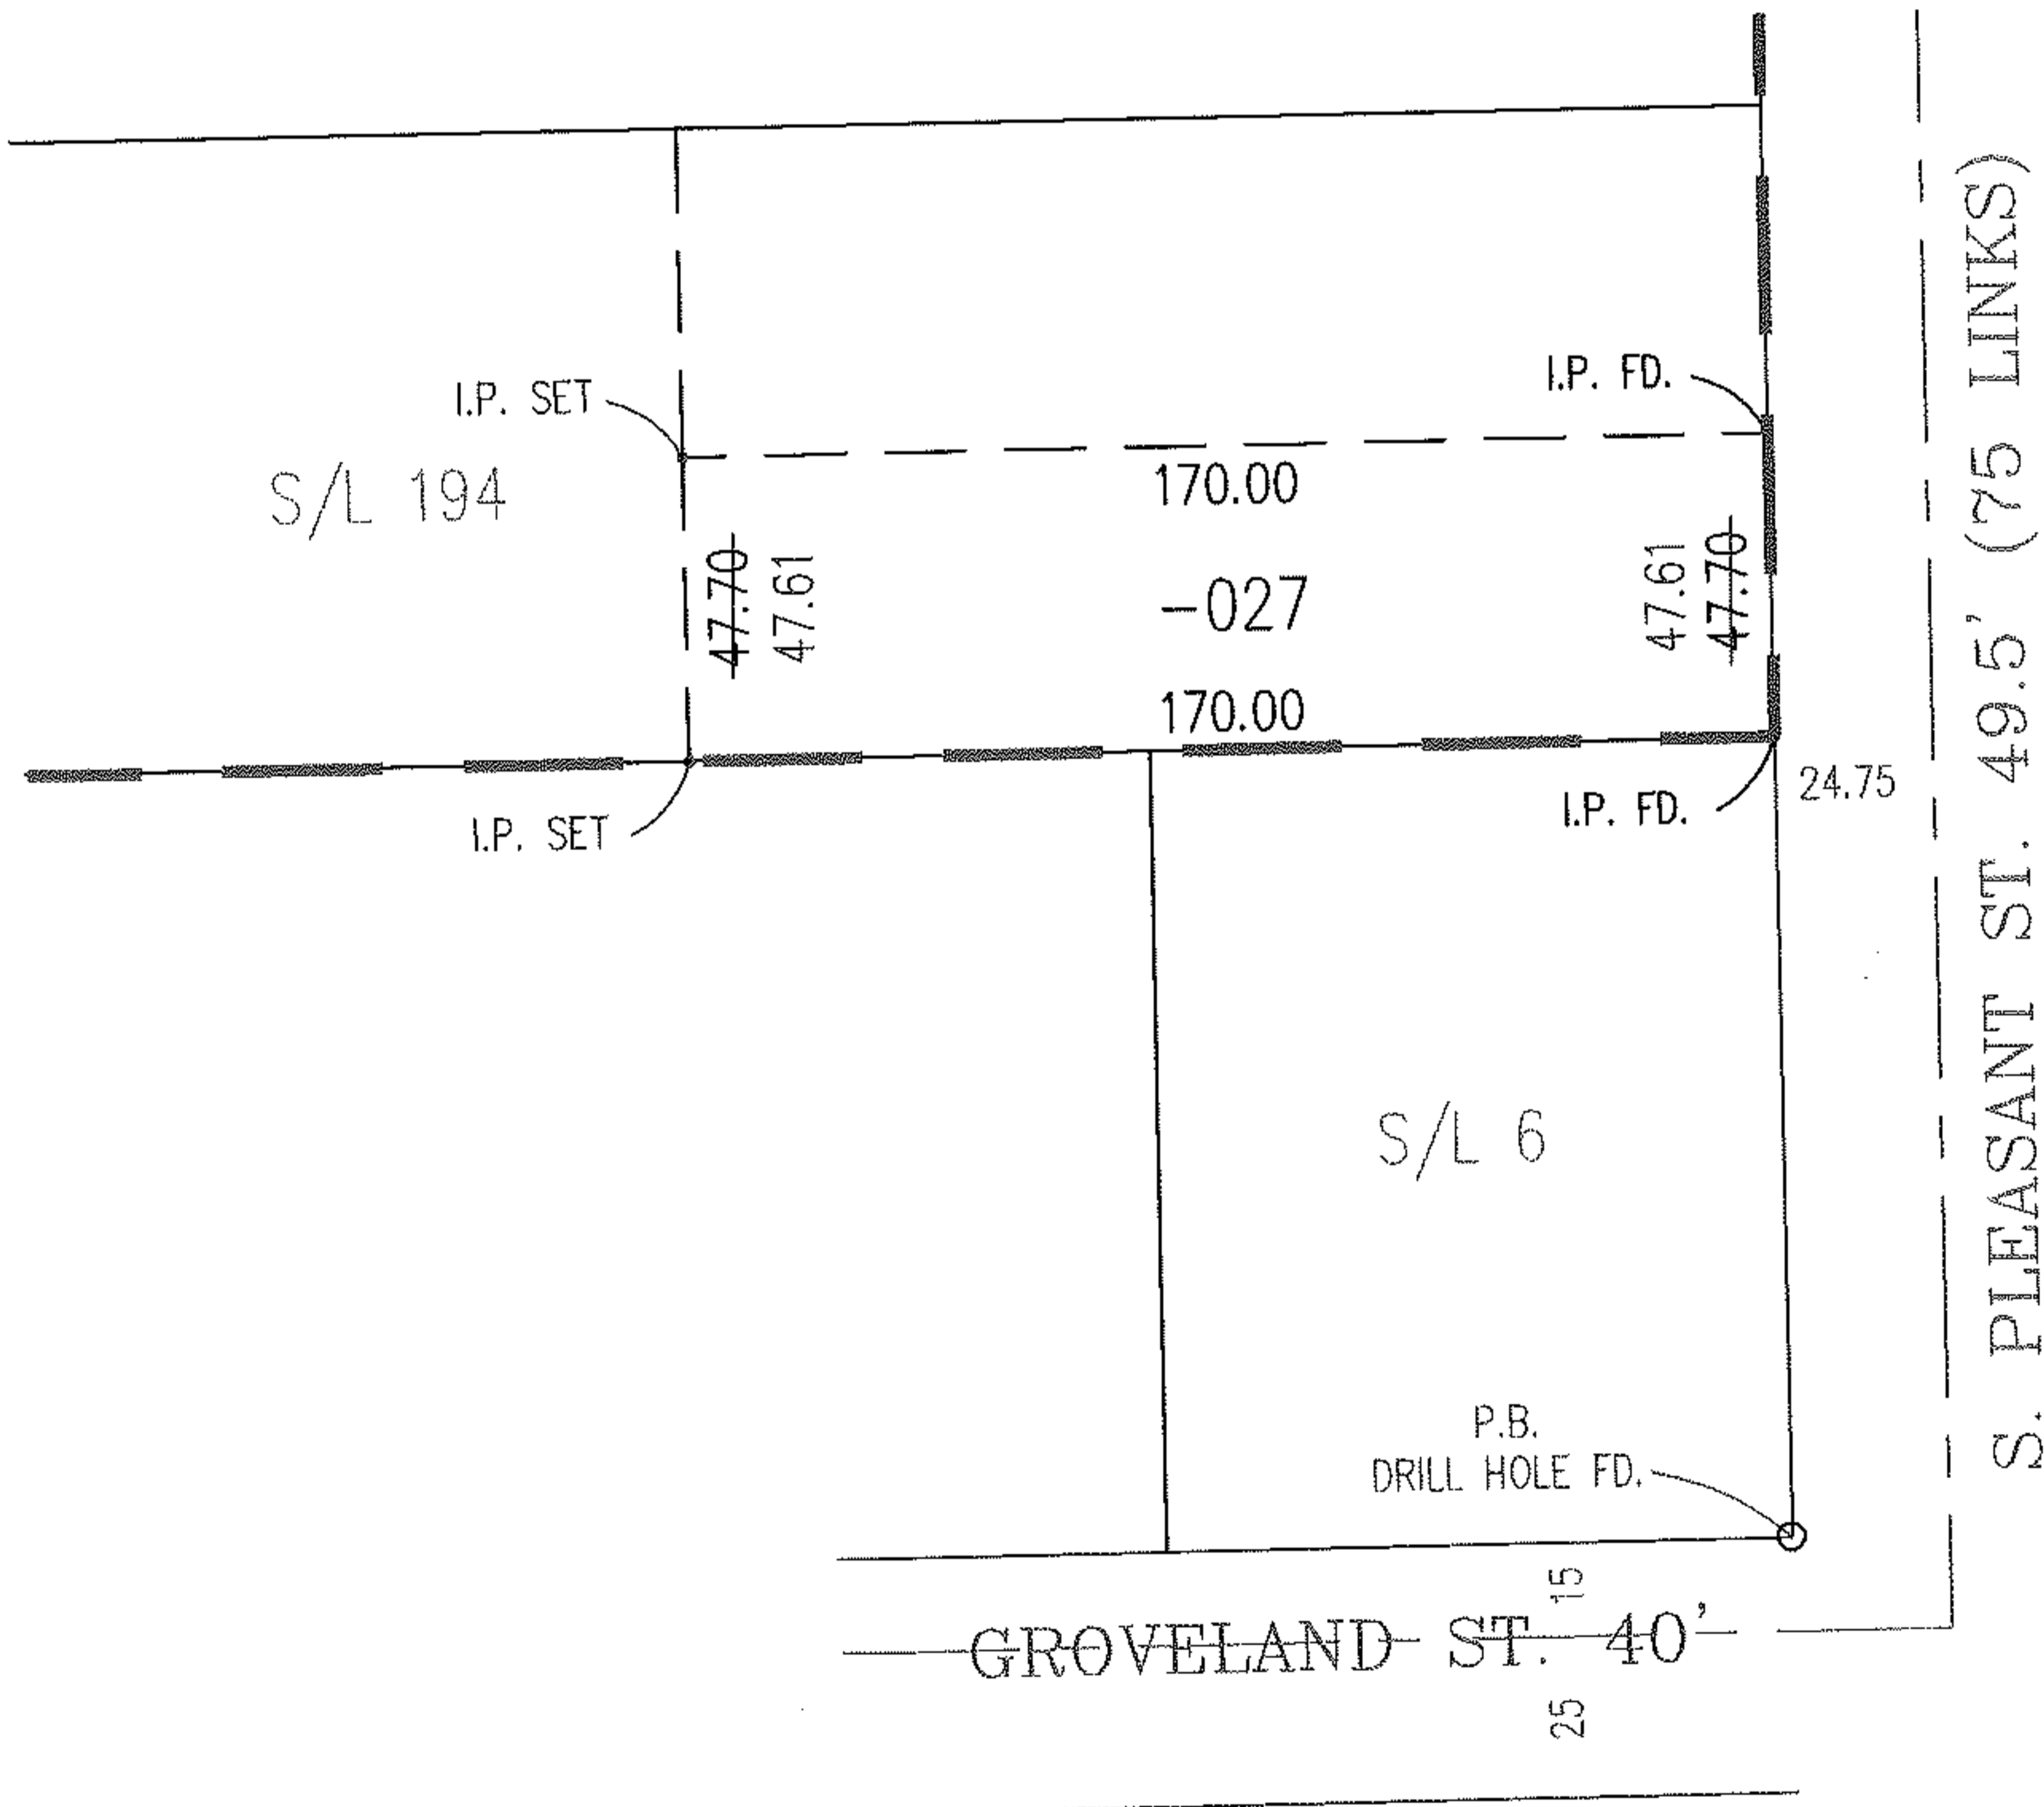 I.P. SET
I.P. FD.
S/L 194
170.00
47.70
47.61
-027
47.61
47.70
170.00
I.P. SET
I.P. FD.
24.75
S. PLEASANT ST. 49.5' (75 LINKS)
S/L 6
P.B.
DRILL HOLE FD.
15
GROVELAND ST. 40'
25